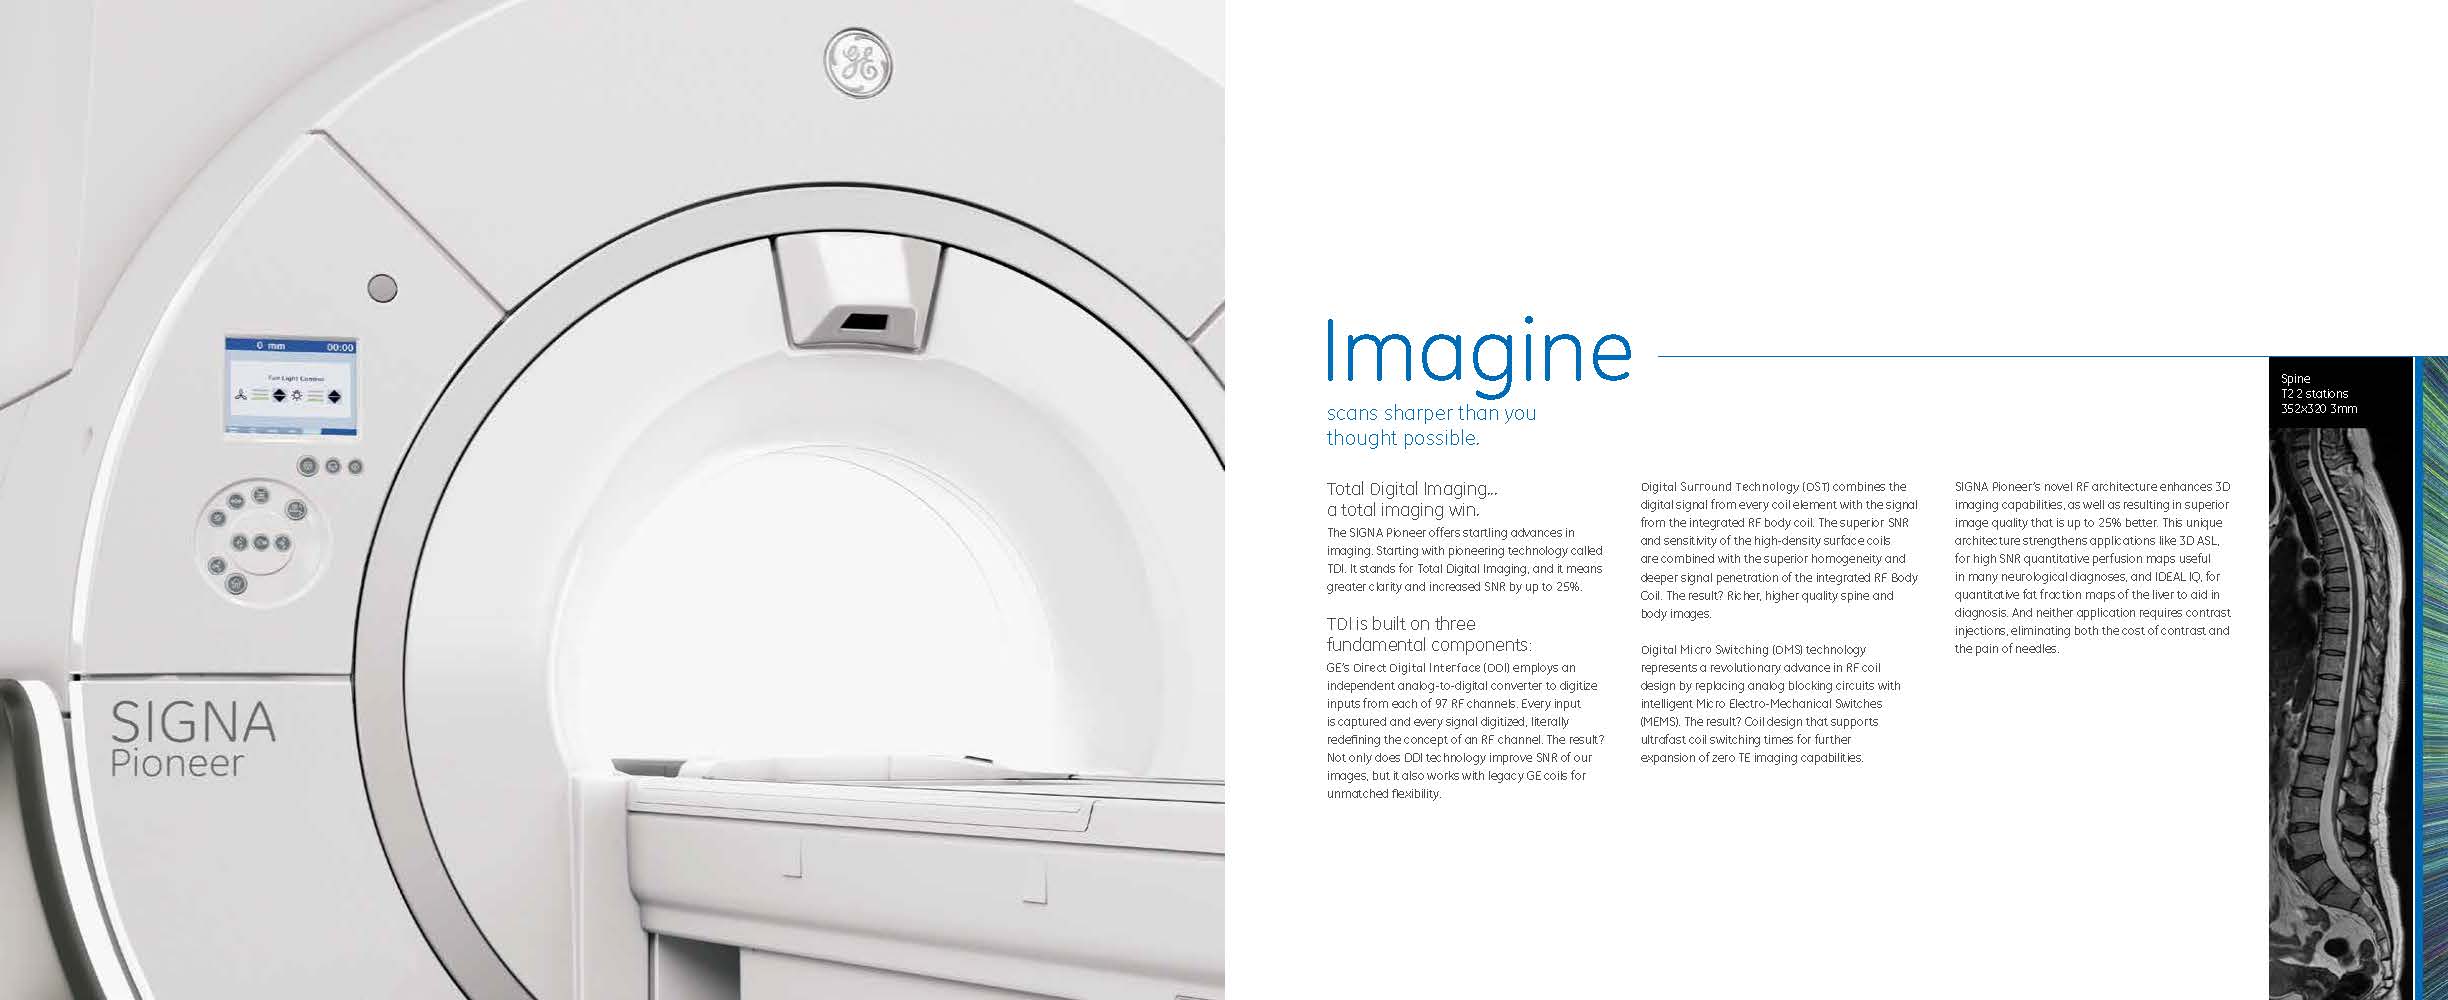 GE
0 mm 00:00
Fan Light Control
SIGNA
Pioneer
Imagine
scans sharper than you
thought possible.
Total Digital Imaging...
a total imaging win.
The SIGNA Pioneer offers startling advances in
imaging. Starting with pioneering technology called
TDI. It stands for Total Digital Imaging, and it means
greater clarity and increased SNR by up to 25%.
TDI is built on three
fundamental components:
GE's Direct Digital Interface (DDI) employs an
independent analog-to-digital converter to digitize
inputs from each of 97 RF channels. Every input
is captured and every signal digitized, literally
redefining the concept of an RF channel. The result?
Not only does DDI technology improve SNR of our
images, but it also works with legacy GE coils for
unmatched flexibility.
Digital Surround Technology (DST) combines the
digital signal from every coil element with the signal
from the integrated RF body coil. The superior SNR
and sensitivity of the high-density surface coils
are combined with the superior homogeneity and
deeper signal penetration of the integrated RF Body
Coil. The result? Richer, higher quality spine and
body images.
Digital Micro Switching (DMS) technology
represents a revolutionary advance in RF coil
design by replacing analog blocking circuits with
intelligent Micro Electro-Mechanical Switches
(MEMS). The result? Coil design that supports
ultrafast coil switching times for further
expansion of zero TE imaging capabilities.
SIGNA Pioneer's novel RF architecture enhances 3D
imaging capabilities, as well as resulting in superior
image quality that is up to 25% better. This unique
architecture strengthens applications like 3D ASL,
for high SNR quantitative perfusion maps useful
in many neurological diagnoses, and IDEAL IQ, for
quantitative fat fraction maps of the liver to aid in
diagnosis. And neither application requires contrast
injections, eliminating both the cost of contrast and
the pain of needles.
Spine
T2 2 stations
352x320 3mm